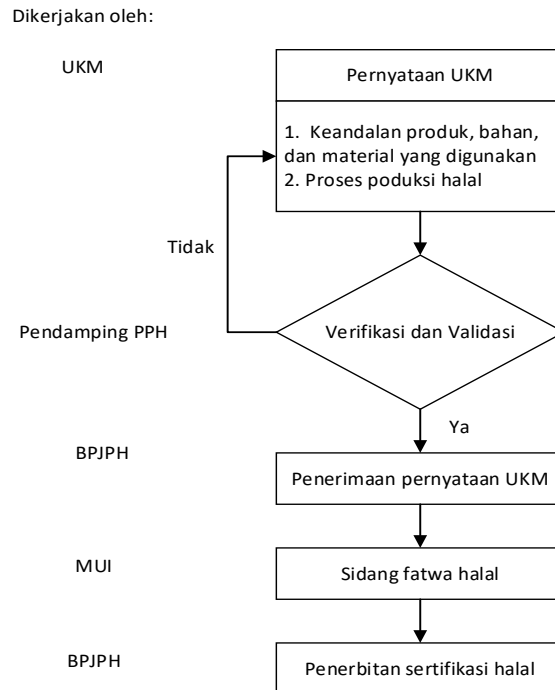 Dikerjakan oleh:
UKM
Pernyataan UKM
1. Keandalan produk, bahan,
dan material yang digunakan
2. Proses poduksi halal
Tidak
Pendamping PPH
Verifikasi dan Validasi
Ya
BPJPH
Penerimaan pernyataan UKM
MUI
Sidang fatwa halal
BPJPH
Penerbitan sertifikasi halal